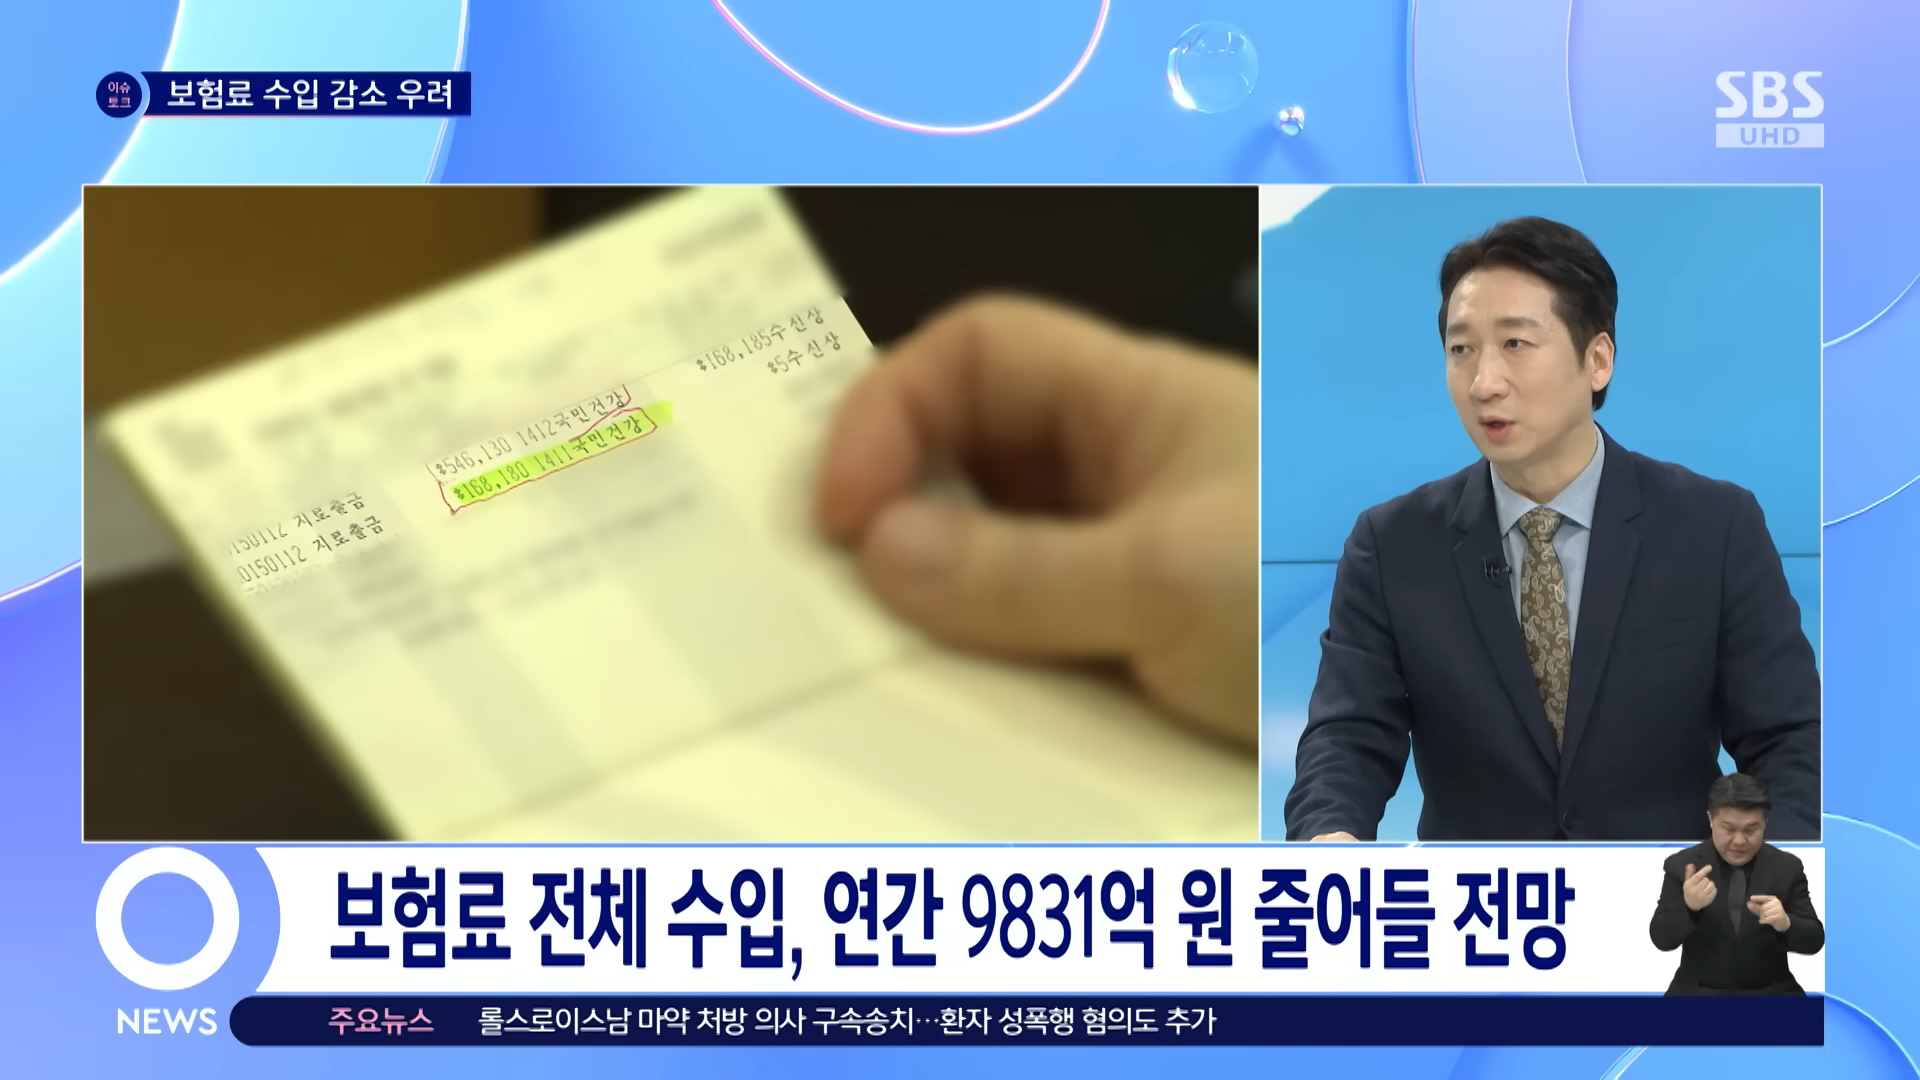 이슈
토크
보험료 수입 감소 우려
SBS
UHD
$168,185수신상
$5수신상
$546,130 1412국민건강
$168,180 1411국민건강
150112 지로출금
0150112 지로출금
보험료 전체 수입, 연간 9831억 원 줄어들 전망
NEWS
주요뉴스
롤스로이스남 마약 처방 의사 구속송치…환자 성폭행 혐의도 추가